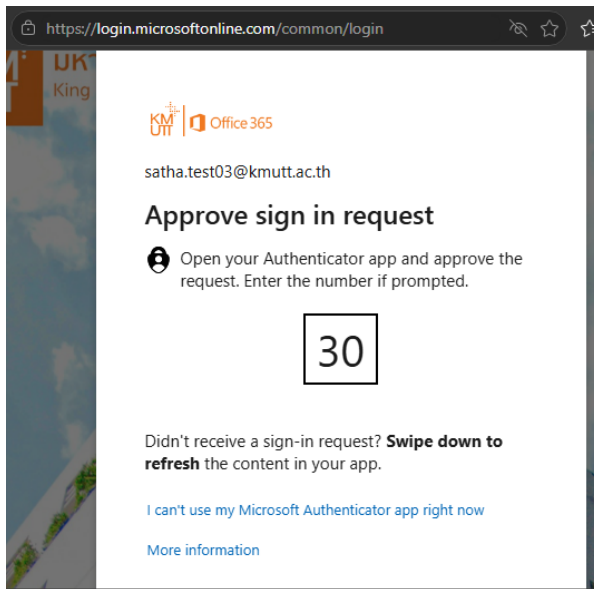 https://login.microsoftonline.com/common/login
King
KMUTT Office 365
satha.test03@kmutt.ac.th
Approve sign in request
Open your Authenticator app and approve the
request. Enter the number if prompted.
30
Didn't receive a sign-in request? Swipe down to
refresh the content in your app.
I can't use my Microsoft Authenticator app right now
More information